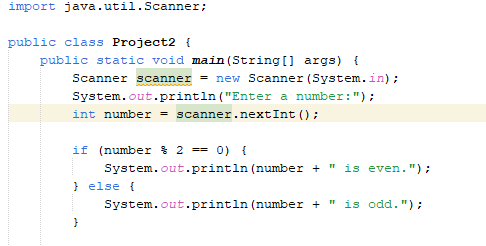 import java.util.Scanner;
public class Project2 {
public static void main(String[] args) {
Scanner scanner = new Scanner(System.in);
System.out.println("Enter a number:");
int number = scanner.nextInt();
if (number % 2 == 0) {
System.out.println(number + " is even.");
} else {
System.out.println(number + " is odd.");
}